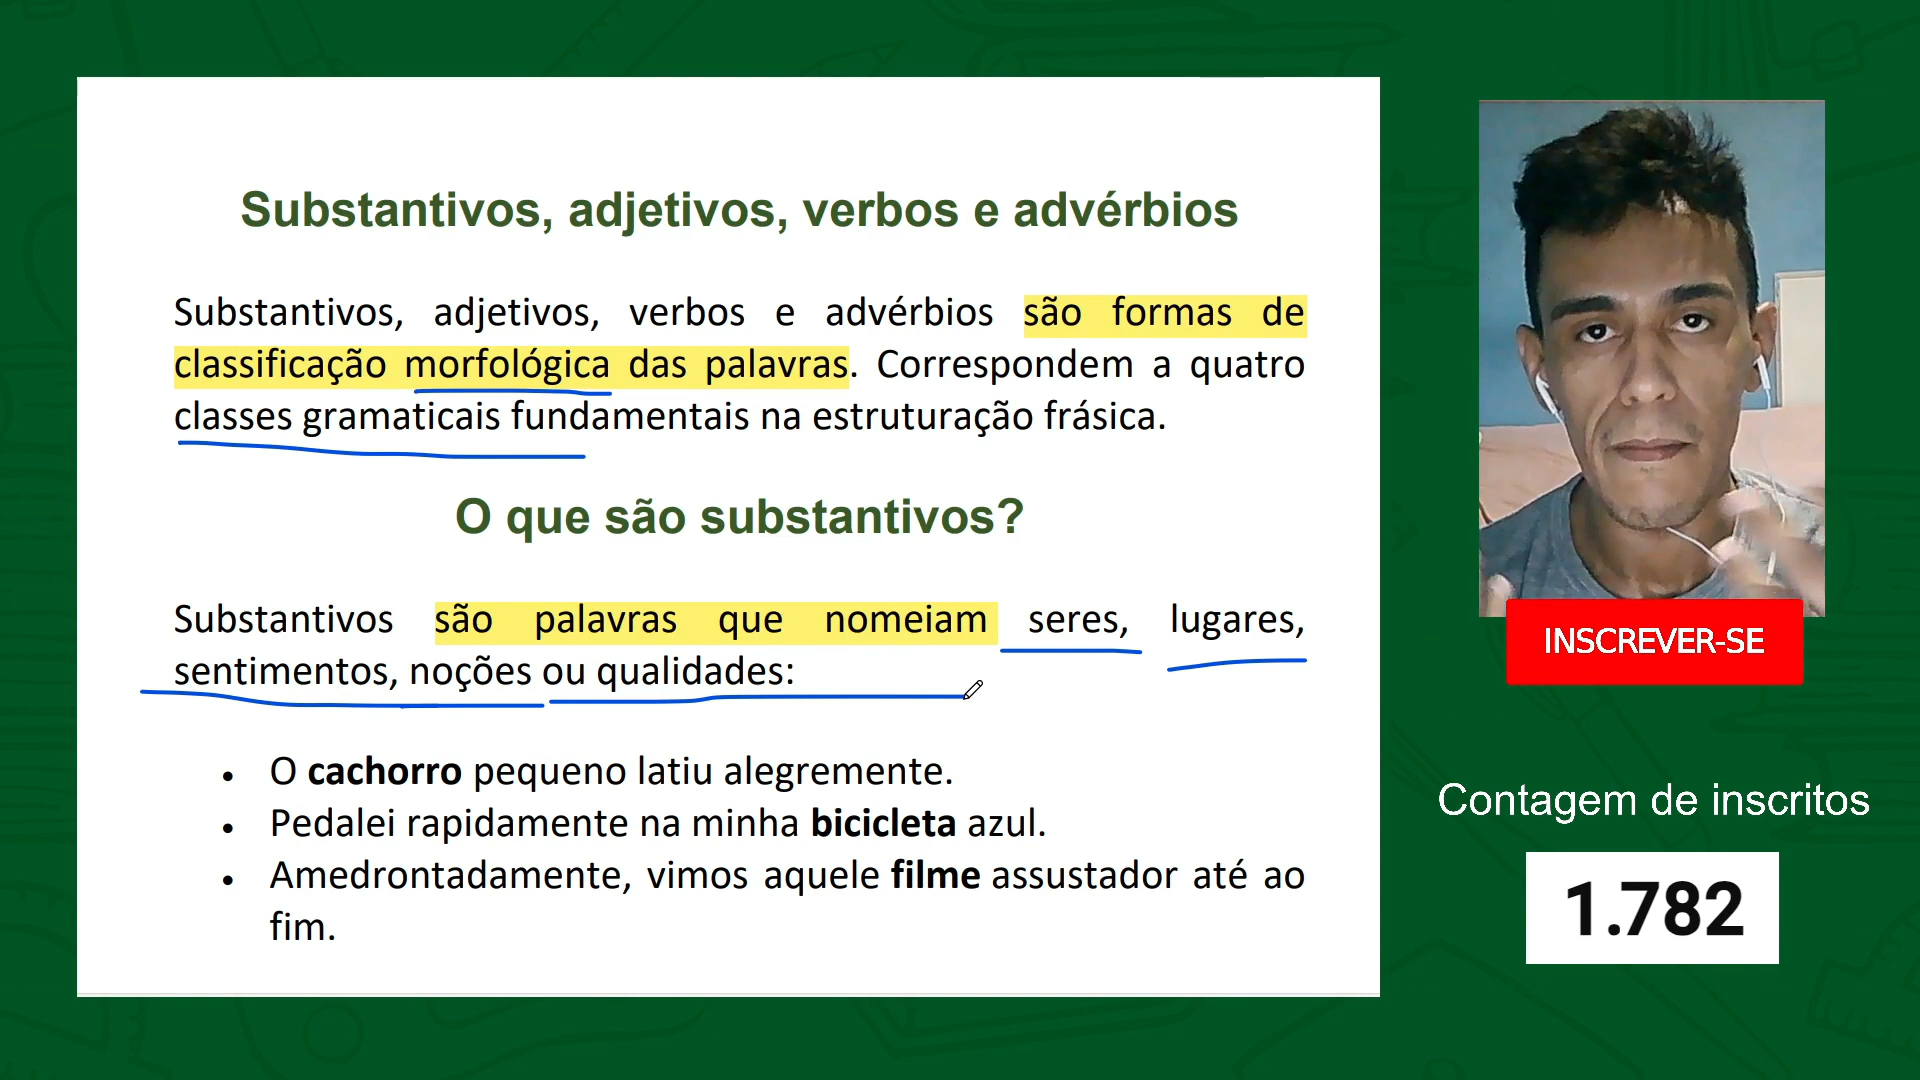 Substantivos, adjetivos, verbos e advérbios
Substantivos, adjetivos, verbos e advérbios são formas de
classificação morfológica das palavras. Correspondem a quatro
classes gramaticais fundamentais na estruturação frásica.
O que são substantivos?
Substantivos são palavras que nomeiam seres, lugares,
sentimentos, noções ou qualidades:
• O cachorro pequeno latiu alegremente.
• Pedalei rapidamente na minha bicicleta azul.
• Amedrontadamente, vimos aquele filme assustador até ao
fim.
INSCREVER-SE
Contagem de inscritos
1.782